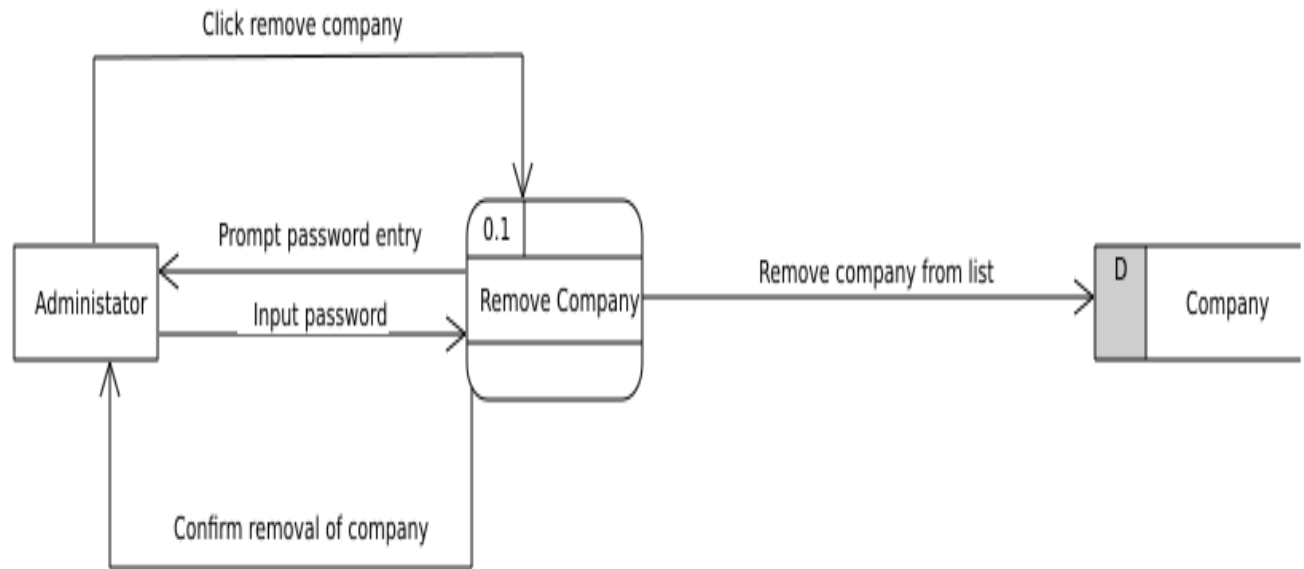 Click remove company
0.1
Prompt password entry
Administator
Input password
Remove Company
Remove company from list
D
Company
Confirm removal of company